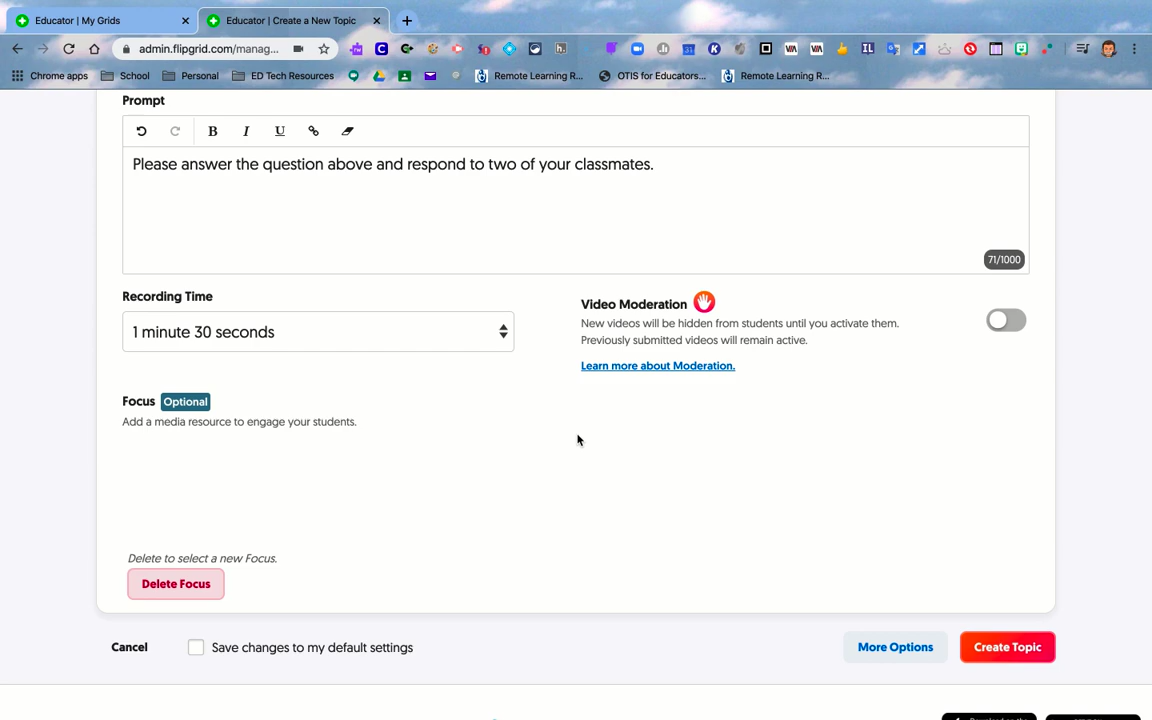 Educator | My Grids
Educator | Create a New Topic
admin.flipgrid.com/manag...
Chrome apps
School
Personal
ED Tech Resources
Remote Learning R...
OTIS for Educators...
Remote Learning R...
Prompt
B I U
Please answer the question above and respond to two of your classmates.
71/1000
Recording Time
1 minute 30 seconds
Video Moderation
New videos will be hidden from students until you activate them.
Previously submitted videos will remain active.
Learn more about Moderation.
Focus Optional
Add a media resource to engage your students.
Delete to select a new Focus.
Delete Focus
Cancel
Save changes to my default settings
More Options
Create Topic